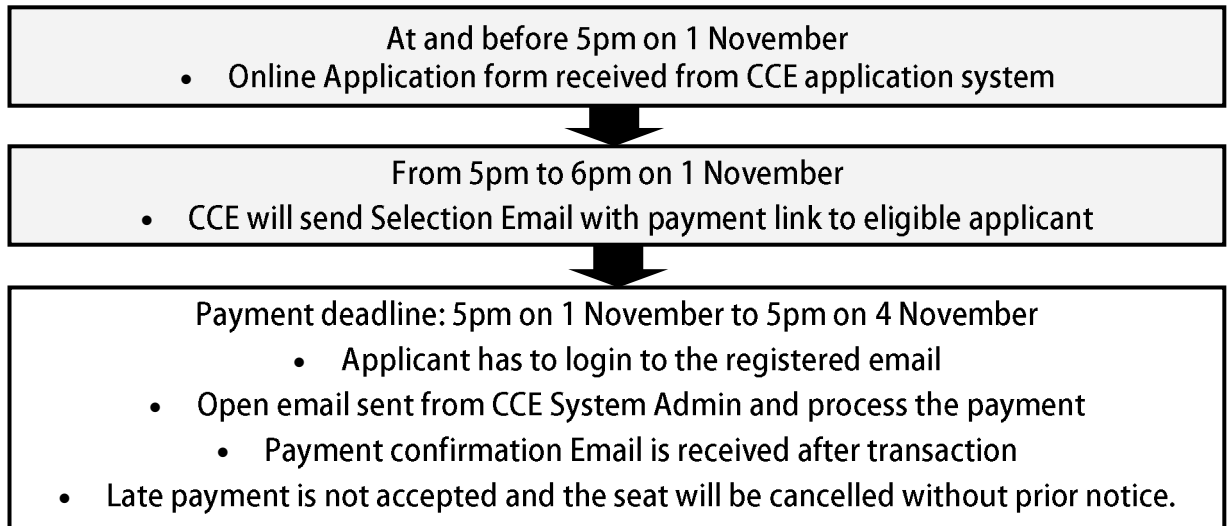 At and before 5pm on 1 November
• Online Application form received from CCE application system
From 5pm to 6pm on 1 November
• CCE will send Selection Email with payment link to eligible applicant
Payment deadline: 5pm on 1 November to 5pm on 4 November
• Applicant has to login to the registered email
• Open email sent from CCE System Admin and process the payment
• Payment confirmation Email is received after transaction
• Late payment is not accepted and the seat will be cancelled without prior notice.